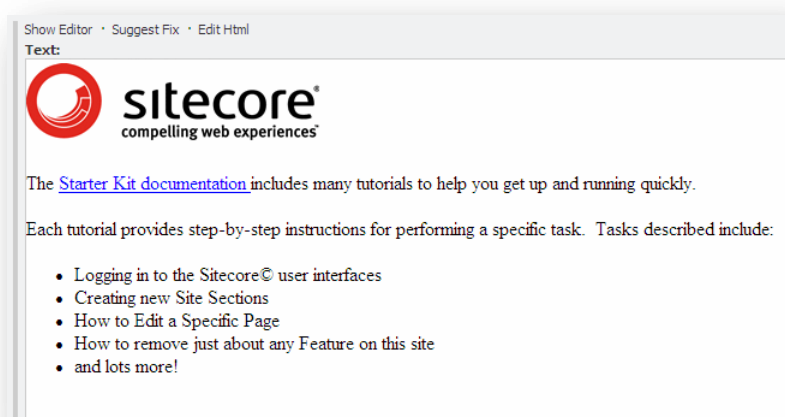 Show Editor · Suggest Fix · Edit Html
Text:
sitecore®
compelling web experiences™
The Starter Kit documentation includes many tutorials to help you get up and running quickly.
Each tutorial provides step-by-step instructions for performing a specific task.  Tasks described include:
• Logging in to the Sitecore© user interfaces
• Creating new Site Sections
• How to Edit a Specific Page
• How to remove just about any Feature on this site
• and lots more!